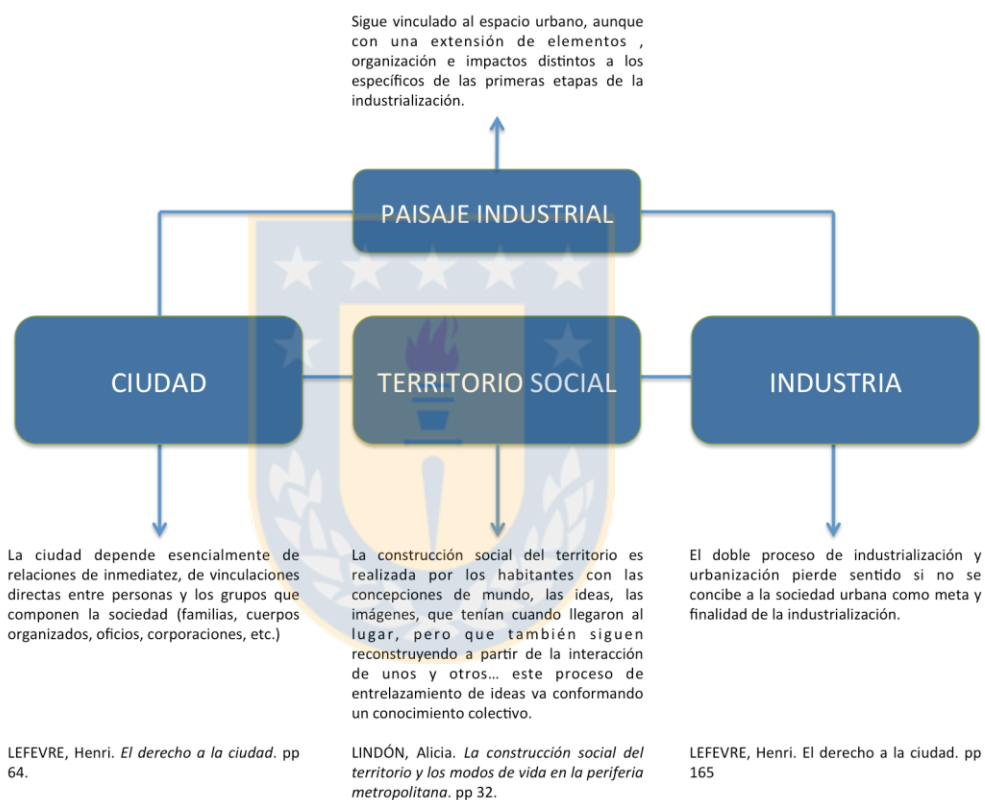 Sigue vinculado al espacio urbano, aunque
con una extensión de elementos ,
organización e impactos distintos a los
específicos de las primeras etapas de la
industrialización.
PAISAJE INDUSTRIAL
CIUDAD
TERRITORIO SOCIAL
INDUSTRIA
La ciudad depende esencialmente de
relaciones de inmediatez, de vinculaciones
directas entre personas y los grupos que
componen la sociedad (familias, cuerpos
organizados, oficios, corporaciones, etc.)
LEFEVRE, Henri. El derecho a la ciudad. pp
64.
La construcción social del territorio es
realizada por los habitantes con las
concepciones de mundo, las ideas, las
imágenes, que tenían cuando llegaron al
lugar, pero que también siguen
reconstruyendo a partir de la interacción
de unos y otros... este proceso de
entrelazamiento de ideas va conformando
un conocimiento colectivo.
LINDÓN, Alicia. La construcción social del
territorio y los modos de vida en la periferia
metropolitana. pp 32.
El doble proceso de industrialización y
urbanización pierde sentido si no se
concibe a la sociedad urbana como meta y
finalidad de la industrialización.
LEFEVRE, Henri. El derecho a la ciudad. pp
165